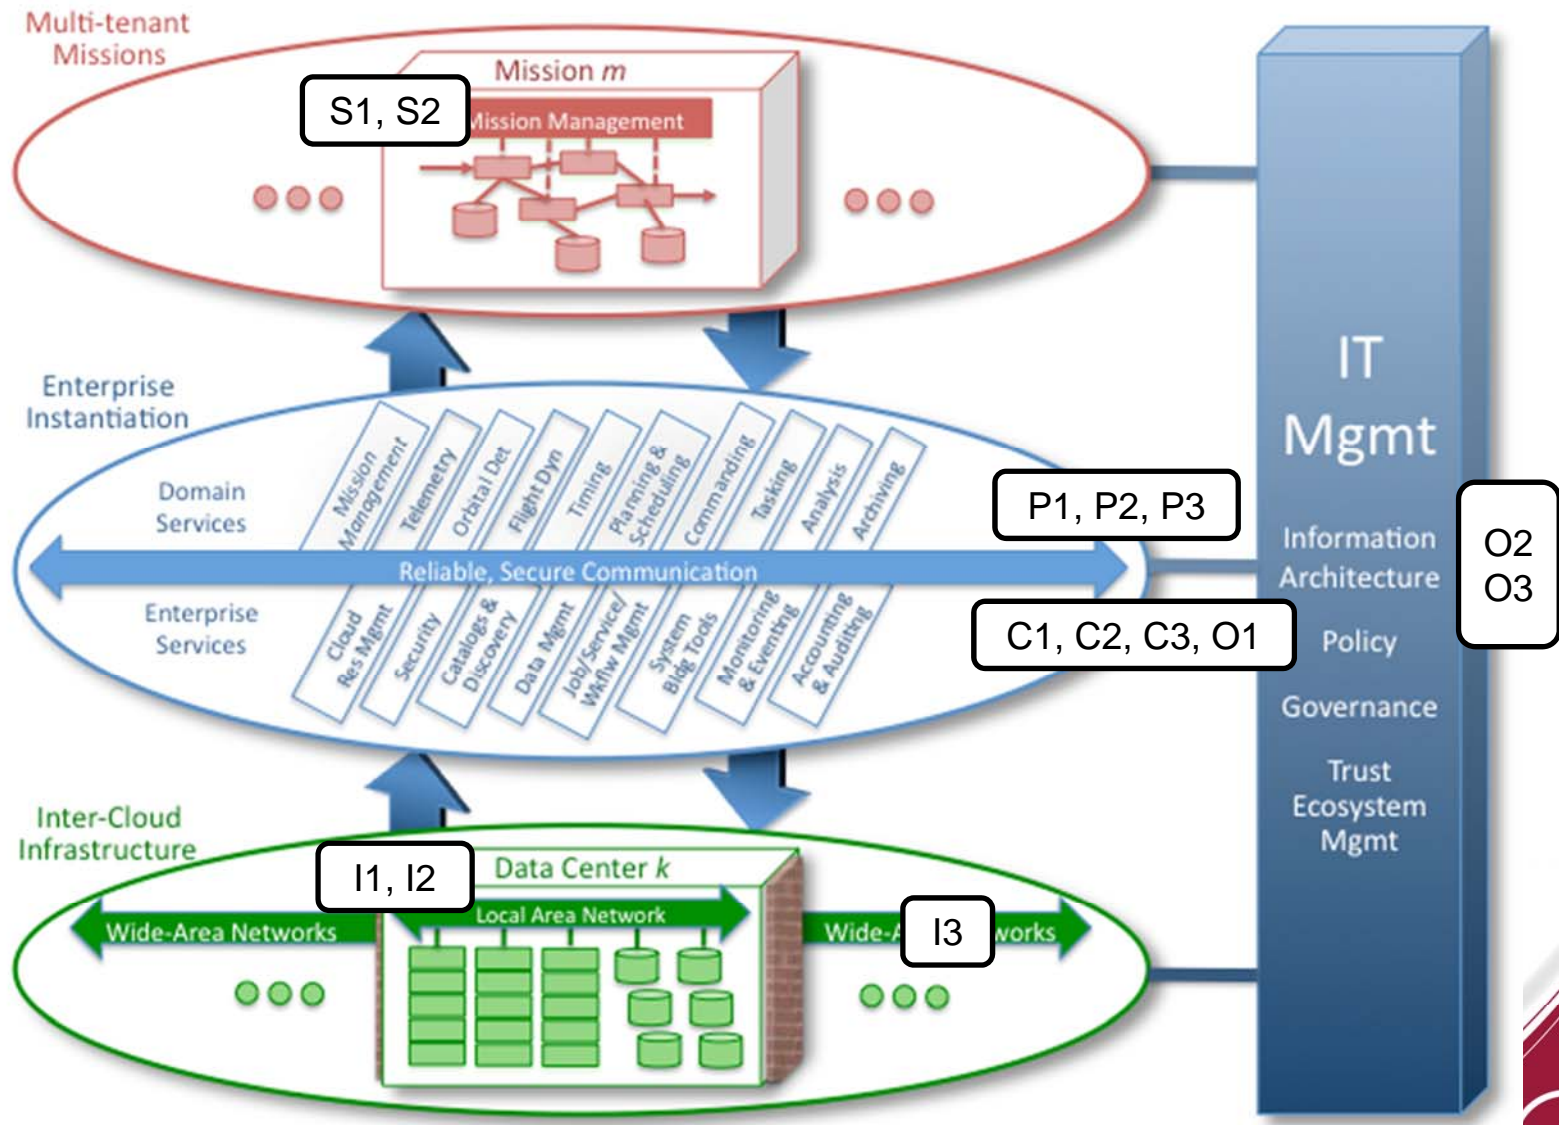 Multi-tenant
Missions
Mission m
S1, S2
Mission Management
Enterprise
Instantiation
Domain
Services
Mission
Management
Telemetry
Orbital Det
Flight Dyn
Timing
Planning &
Scheduling
Commanding
Tasking
Analysis
Archiving
P1, P2, P3
Reliable, Secure Communication
Enterprise
Services
Cloud
Res Mgmt
Security
Catalogs &
Discovery
Data Mgmt
Job/Service/
Wkflw Mgmt
System
Bldg Tools
Monitoring
& Eventing
Accounting
& Auditing
C1, C2, C3, O1
Inter-Cloud
Infrastructure
I1, I2
Data Center k
Local Area Network
Wide-Area Networks
Wide-A
I3
works
IT
Mgmt
Information
Architecture
Policy
Governance
Trust
Ecosystem
Mgmt
O2
O3